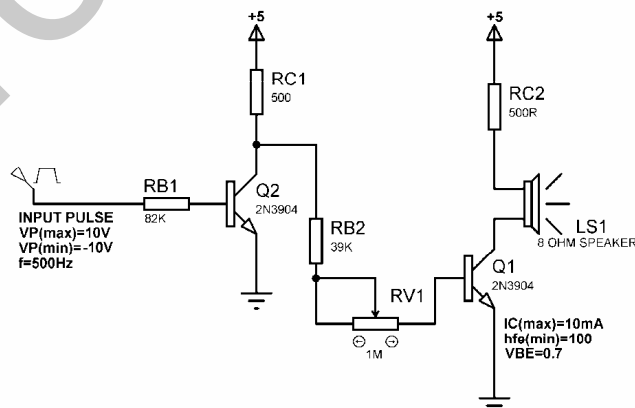 +5
+5
RC1
500
RC2
500R
RB1
82K
Q2
2N3904
INPUT PULSE
VP(max)=10V
VP(min)=-10V
f=500Hz
RB2
39K
LS1
8 OHM SPEAKER
RV1
1M
Q1
2N3904
IC(max)=10mA
hfe(min)=100
VBE=0.7